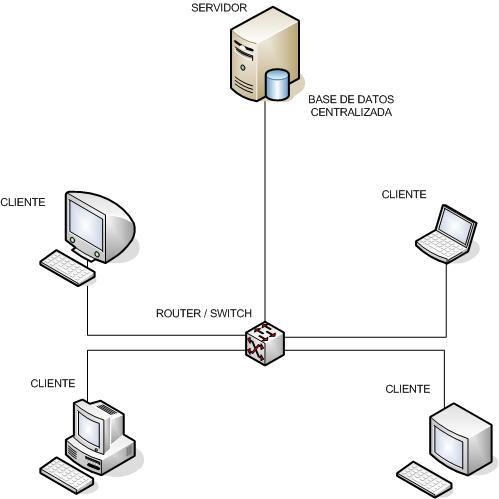 SERVIDOR
BASE DE DATOS
CENTRALIZADA
CLIENTE
CLIENTE
ROUTER / SWITCH
CLIENTE
CLIENTE